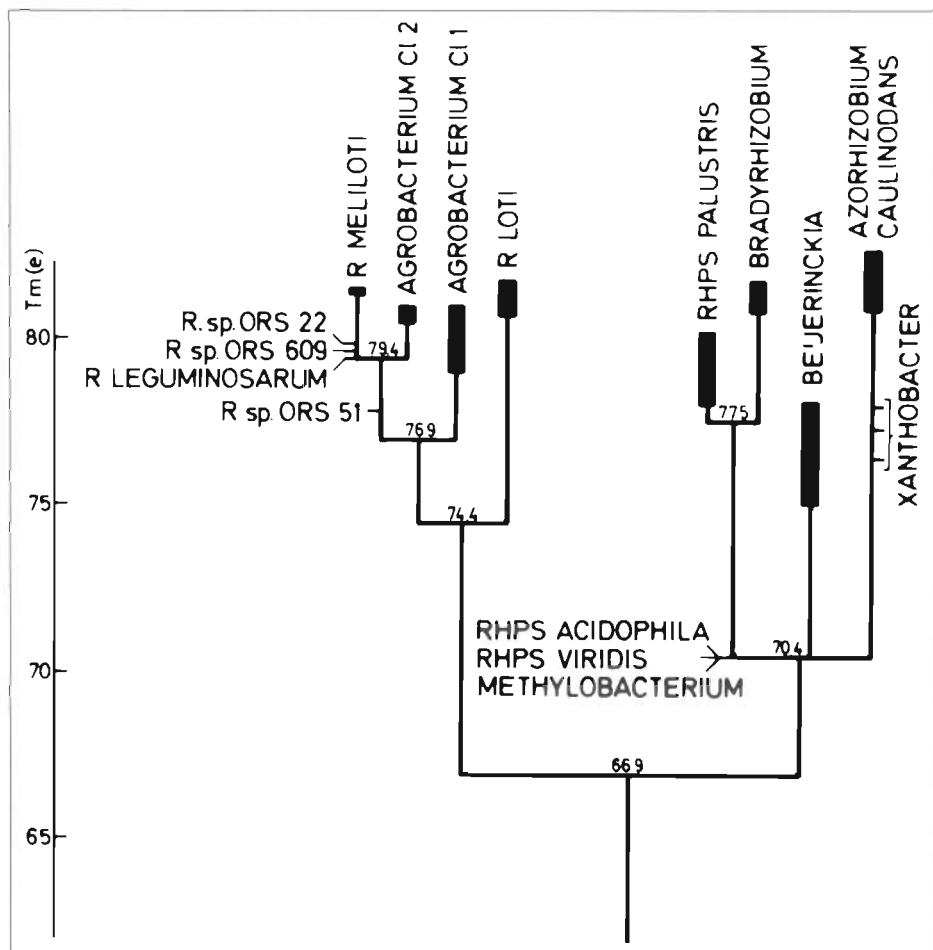 R MELILOTI
AGROBACTERIUM Cl 2
AGROBACTERIUM Cl 1
R LOTI
RHPS PALUSTRIS
BRADYRHIZOBIUM
BEIJERINCKIA
AZORHIZOBIUM
CAULINODANS
XANTHOBACTER
Tm(e)
80
75
70
65
R. sp. ORS 22
R sp. ORS 609
R LEGUMINOSARUM
R sp. ORS 51
79.4
76.9
74.4
77.5
RHPS ACIDOPHILA
RHPS VIRIDIS
METHYLOBACTERIUM
70.4
66.9